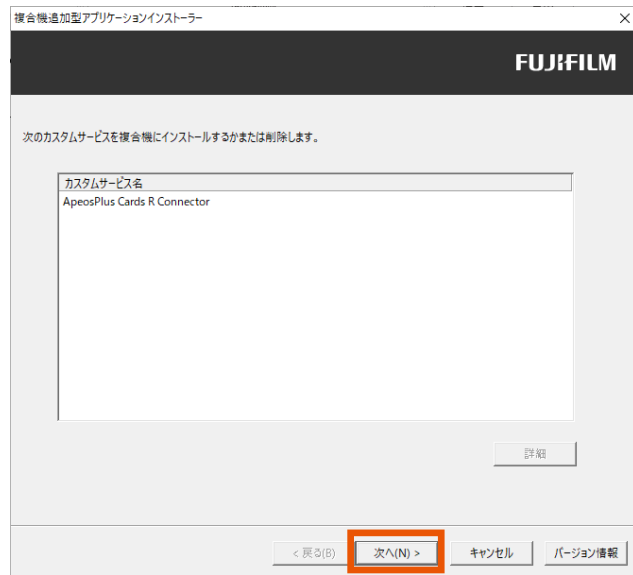 複合機追加型アプリケーションインストーラー
FUJIFILM
次のカスタムサービスを複合機にインストールするかまたは削除します。
カスタムサービス名
ApeosPlus Cards R Connector
詳細
< 戻る(B) 次へ(N) > キャンセル バージョン情報